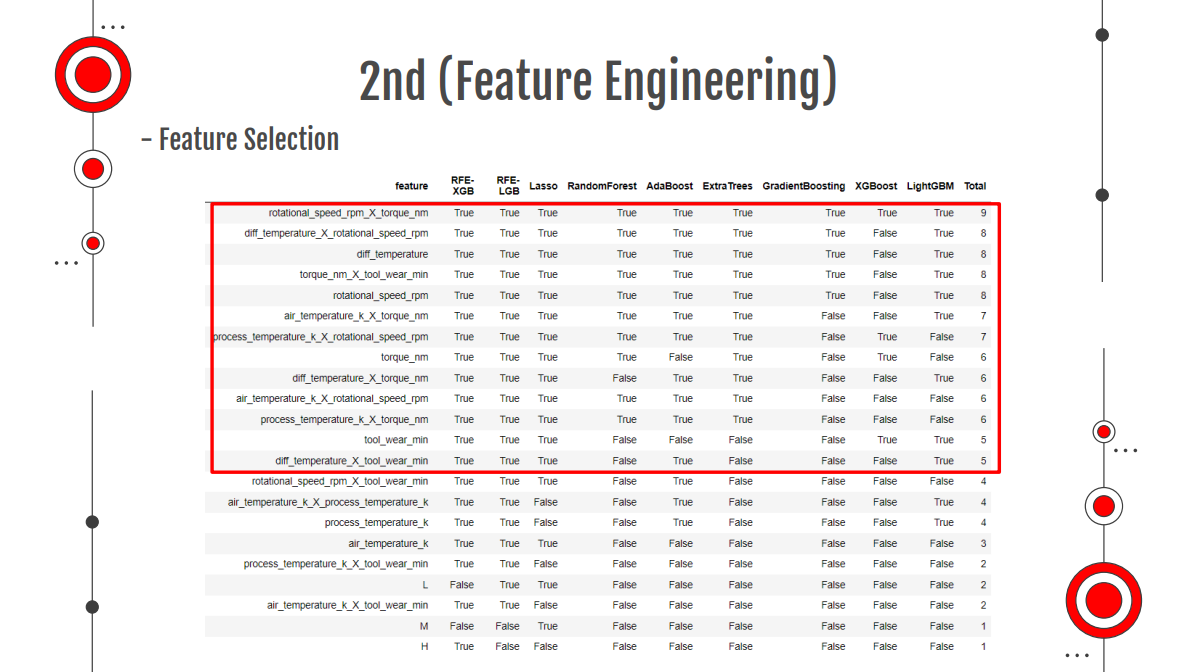 2nd (Feature Engineering)
- Feature Selection
feature RFE-XGB RFE-LGB Lasso RandomForest AdaBoost ExtraTrees GradientBoosting XGBoost LightGBM Total
rotational_speed_rpm_X_torque_nm True True True True True True True True True 9
diff_temperature_X_rotational_speed_rpm True True True True True True True False True 8
diff_temperature True True True True True True True False True 8
torque_nm_X_tool_wear_min True True True True True True True False True 8
rotational_speed_rpm True True True True True True True False True 8
air_temperature_k_X_torque_nm True True True True True True False False True 7
process_temperature_k_X_rotational_speed_rpm True True True True True True False True False 7
torque_nm True True True True False True False True False 6
diff_temperature_X_torque_nm True True True False True True False False True 6
air_temperature_k_X_rotational_speed_rpm True True True True True True False False False 6
process_temperature_k_X_torque_nm True True True True True True False False False 6
tool_wear_min True True True False False False False True True 5
diff_temperature_X_tool_wear_min True True True False True False False False True 5
rotational_speed_rpm_X_tool_wear_min True True True False True False False False False 4
air_temperature_k_X_process_temperature_k True True False False True False False False True 4
process_temperature_k True True False False True False False False True 4
air_temperature_k True True True False False False False False False 3
process_temperature_k_X_tool_wear_min True True False False False False False False False 2
L False True True False False False False False False 2
air_temperature_k_X_tool_wear_min True True False False False False False False False 2
M False False True False False False False False False 1
H True False False False False False False False False 1